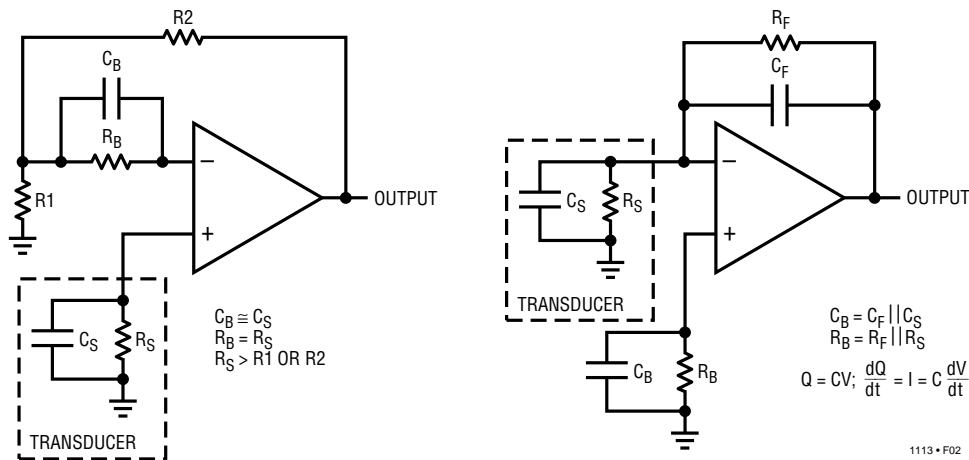 R2
C_B
R_B
R1
−
+
OUTPUT
C_S
R_S
TRANSDUCER
C_B ≅ C_S
R_B = R_S
R_S > R1 OR R2
R_F
C_F
C_S
R_S
TRANSDUCER
−
+
OUTPUT
C_B
R_B
C_B = C_F || C_S
R_B = R_F || R_S
Q = CV; dQ/dt = I = C dV/dt
1113 • F02